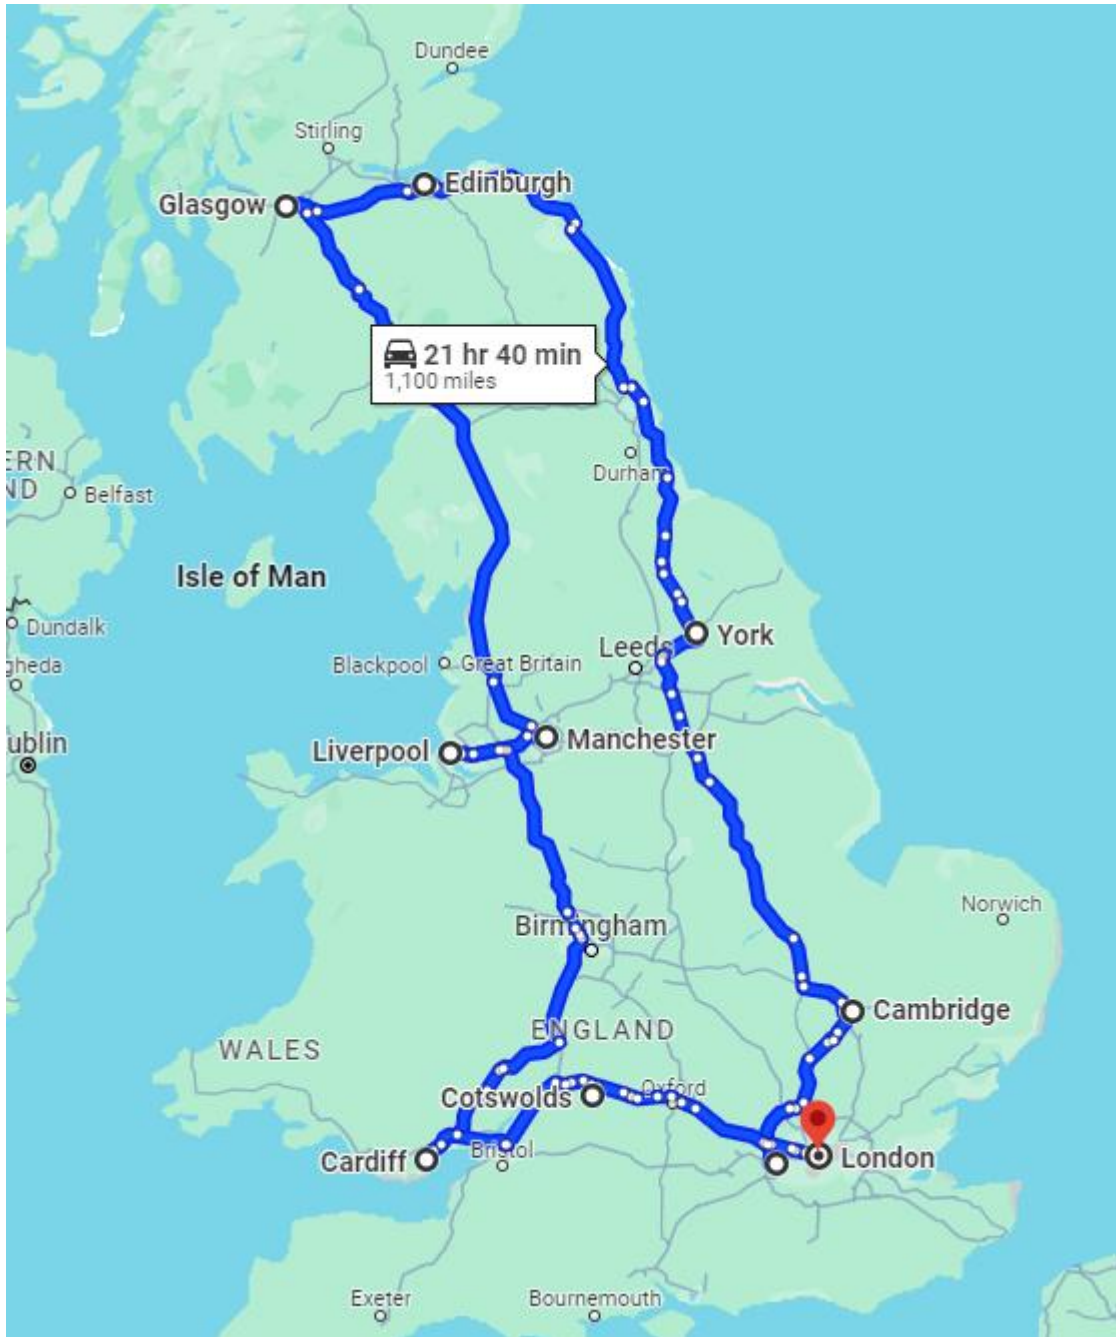 Dundee
Stirling
Edinburgh
Glasgow
21 hr 40 min
1,100 miles
Durham
ERN
ND
Belfast
Isle of Man
Dundalk
gheda
York
Leeds
Blackpool
Great Britain
ublin
Liverpool
Manchester
Norwich
Birmingham
Cambridge
ENGLAND
WALES
Cotswolds
Oxford
Cardiff
Bristol
London
Exeter
Bournemouth